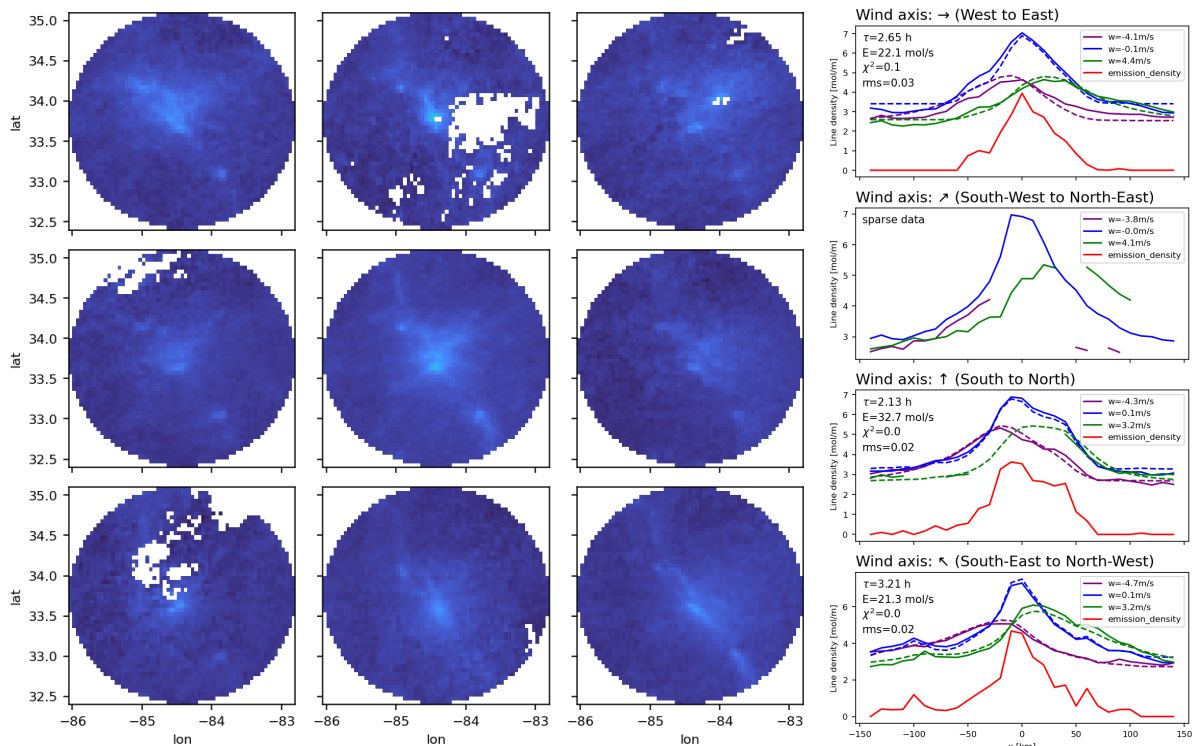 35.0
34.5
34.0
33.5
33.0
32.5
lat
35.0
34.5
34.0
33.5
33.0
32.5
lat
35.0
34.5
34.0
33.5
33.0
32.5
lat
−86 −85 −84 −83
lon
−86 −85 −84 −83
lon
−86 −85 −84 −83
lon
Wind axis: → (West to East)
τ=2.65 h
E=22.1 mol/s
χ²=0.1
rms=0.03
w=-4.1m/s
w=-0.1m/s
w=4.4m/s
emission_density
Line density [mol/m]
7
6
5
4
3
2
1
0
Wind axis: ↗ (South-West to North-East)
sparse data
w=-3.8m/s
w=-0.0m/s
w=4.1m/s
emission_density
Line density [mol/m]
7
6
5
4
3
Wind axis: ↑ (South to North)
τ=2.13 h
E=32.7 mol/s
χ²=0.0
rms=0.02
w=-4.3m/s
w=0.1m/s
w=3.2m/s
emission_density
Line density [mol/m]
7
6
5
4
3
2
1
0
Wind axis: ↖ (South-East to North-West)
τ=3.21 h
E=21.3 mol/s
χ²=0.0
rms=0.02
w=-4.7m/s
w=0.1m/s
w=3.2m/s
emission_density
Line density [mol/m]
6
4
2
0
−150 −100 −50 0 50 100 150